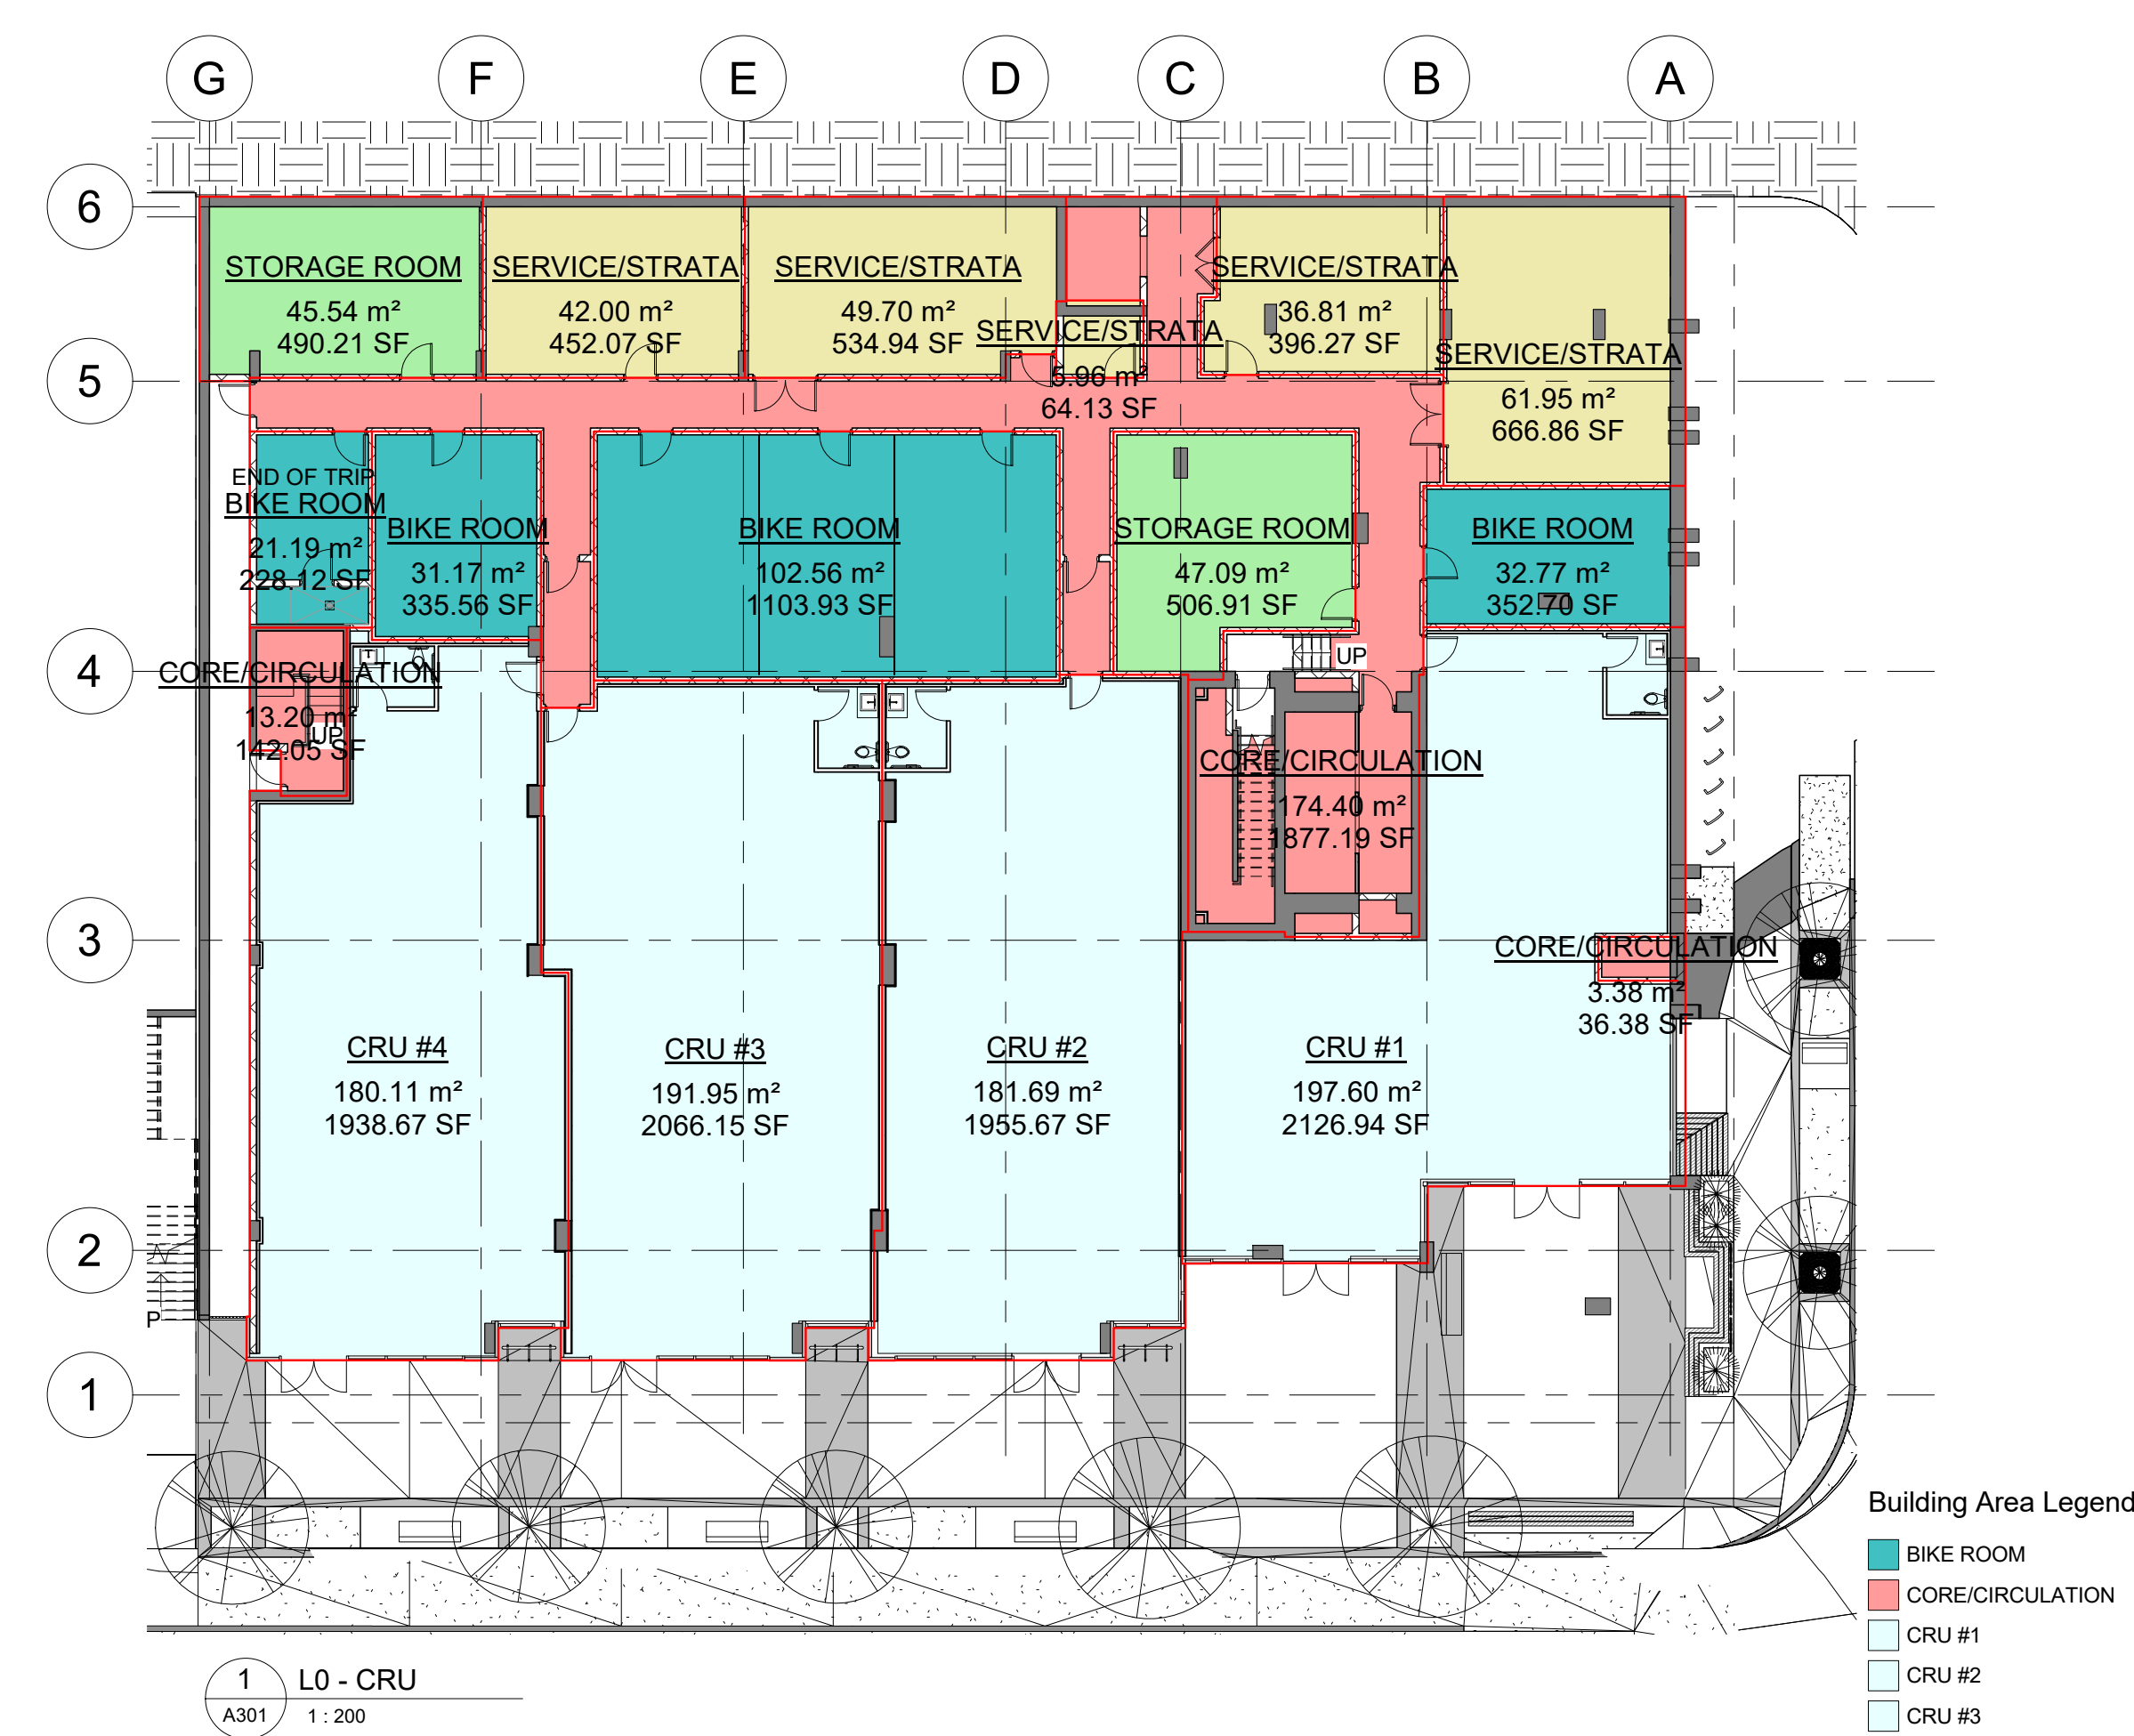 G F E D C B A
6
STORAGE ROOM
45.54 m²
490.21 SF
SERVICE/STRATA
42.00 m²
452.07 SF
SERVICE/STRATA
49.70 m²
534.94 SF
SERVICE/STRATA
5.96 m²
64.13 SF
SERVICE/STRATA
36.81 m²
396.27 SF
SERVICE/STRATA
61.95 m²
666.86 SF
5
END OF TRIP
BIKE ROOM
21.19 m²
228.12 SF
BIKE ROOM
31.17 m²
335.56 SF
BIKE ROOM
102.56 m²
1103.93 SF
STORAGE ROOM
47.09 m²
506.91 SF
BIKE ROOM
32.77 m²
352.70 SF
UP
4
CORE/CIRCULATION
13.20 m²
142.05 SF
UP
CORE/CIRCULATION
174.40 m²
1877.19 SF
3
CORE/CIRCULATION
3.38 m²
36.38 SF
CRU #4
180.11 m²
1938.67 SF
CRU #3
191.95 m²
2066.15 SF
CRU #2
181.69 m²
1955.67 SF
CRU #1
197.60 m²
2126.94 SF
2
P
1
Building Area Legend
BIKE ROOM
CORE/CIRCULATION
CRU #1
CRU #2
CRU #3
1
A301
L0 - CRU
1 : 200